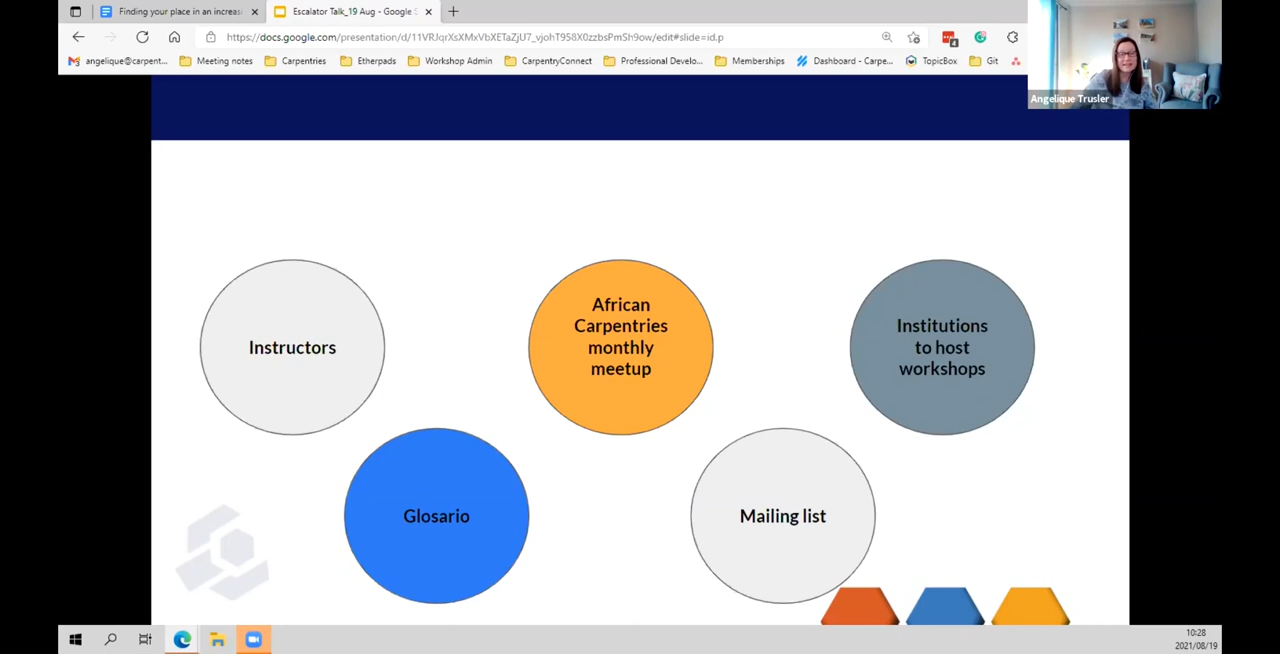 Finding your place in an increas
Escalator Talk_19 Aug - Google S
https://docs.google.com/presentation/d/11VRJqrXsXMxVbXETaZjU7_vjohT958X0zzbsPmSh9ow/edit#slide=id.p
4
angelique@carpent...
Meeting notes
Carpentries
Etherpads
Workshop Admin
CarpentryConnect
Professional Develo...
Memberships
Dashboard - Carpe...
TopicBox
Git
Angelique Trusler
Instructors
African
Carpentries
monthly
meetup
Institutions
to host
workshops
Glosario
Mailing list
10:28
2021/08/19